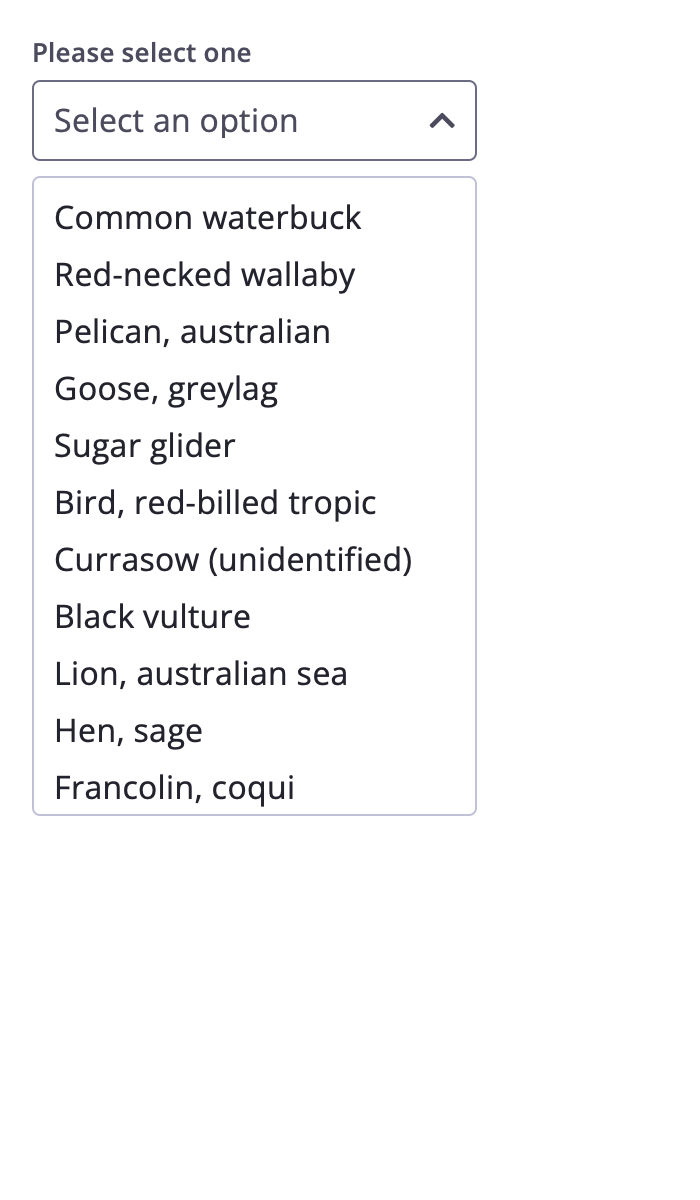 Please select one
Select an option
Common waterbuck
Red-necked wallaby
Pelican, australian
Goose, greylag
Sugar glider
Bird, red-billed tropic
Currasow (unidentified)
Black vulture
Lion, australian sea
Hen, sage
Francolin, coqui